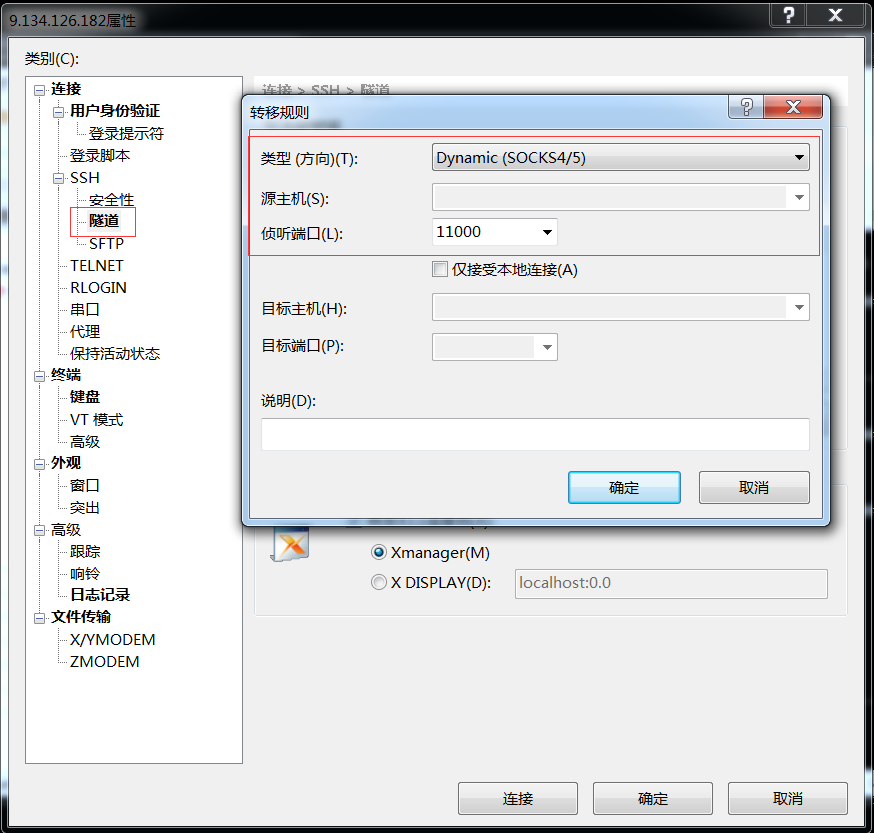 9.134.126.182属性
?
类别(C):
连接
用户身份验证
登录提示符
登录脚本
SSH
安全性
隧道
SFTP
TELNET
RLOGIN
串口
代理
保持活动状态
终端
键盘
VT 模式
高级
外观
窗口
突出
高级
跟踪
响铃
日志记录
文件传输
X/YMODEM
ZMODEM
连接 > SSH > 隧道
转移规则
?
类型 (方向)(T):
Dynamic (SOCKS4/5)
源主机(S):
侦听端口(L):
11000
仅接受本地连接(A)
目标主机(H):
目标端口(P):
说明(D):
确定
取消
Xmanager(M)
X DISPLAY(D):
localhost:0.0
连接
确定
取消